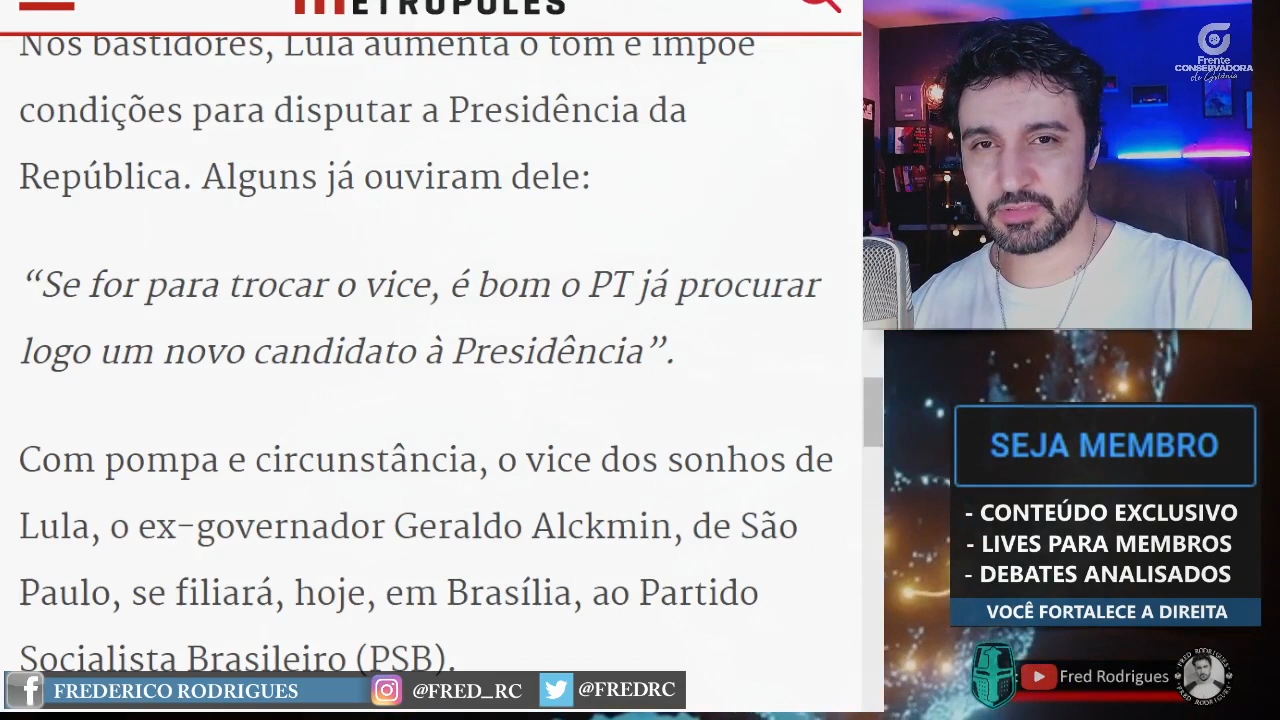 METRÓPOLES
Nos bastidores, Lula aumenta o tom e impõe
condições para disputar a Presidência da
República. Alguns já ouviram dele:
“Se for para trocar o vice, é bom o PT já procurar
logo um novo candidato à Presidência”.
Com pompa e circunstância, o vice dos sonhos de
Lula, o ex-governador Geraldo Alckmin, de São
Paulo, se filiará, hoje, em Brasília, ao Partido
Socialista Brasileiro (PSB).
Frente
CONSERVADORA
de Goiânia
SEJA MEMBRO
- CONTEÚDO EXCLUSIVO
- LIVES PARA MEMBROS
- DEBATES ANALISADOS
VOCÊ FORTALECE A DIREITA
FREDERICO RODRIGUES
@FRED_RC
@FREDRC
Fred Rodrigues
FRED RODRIGUES